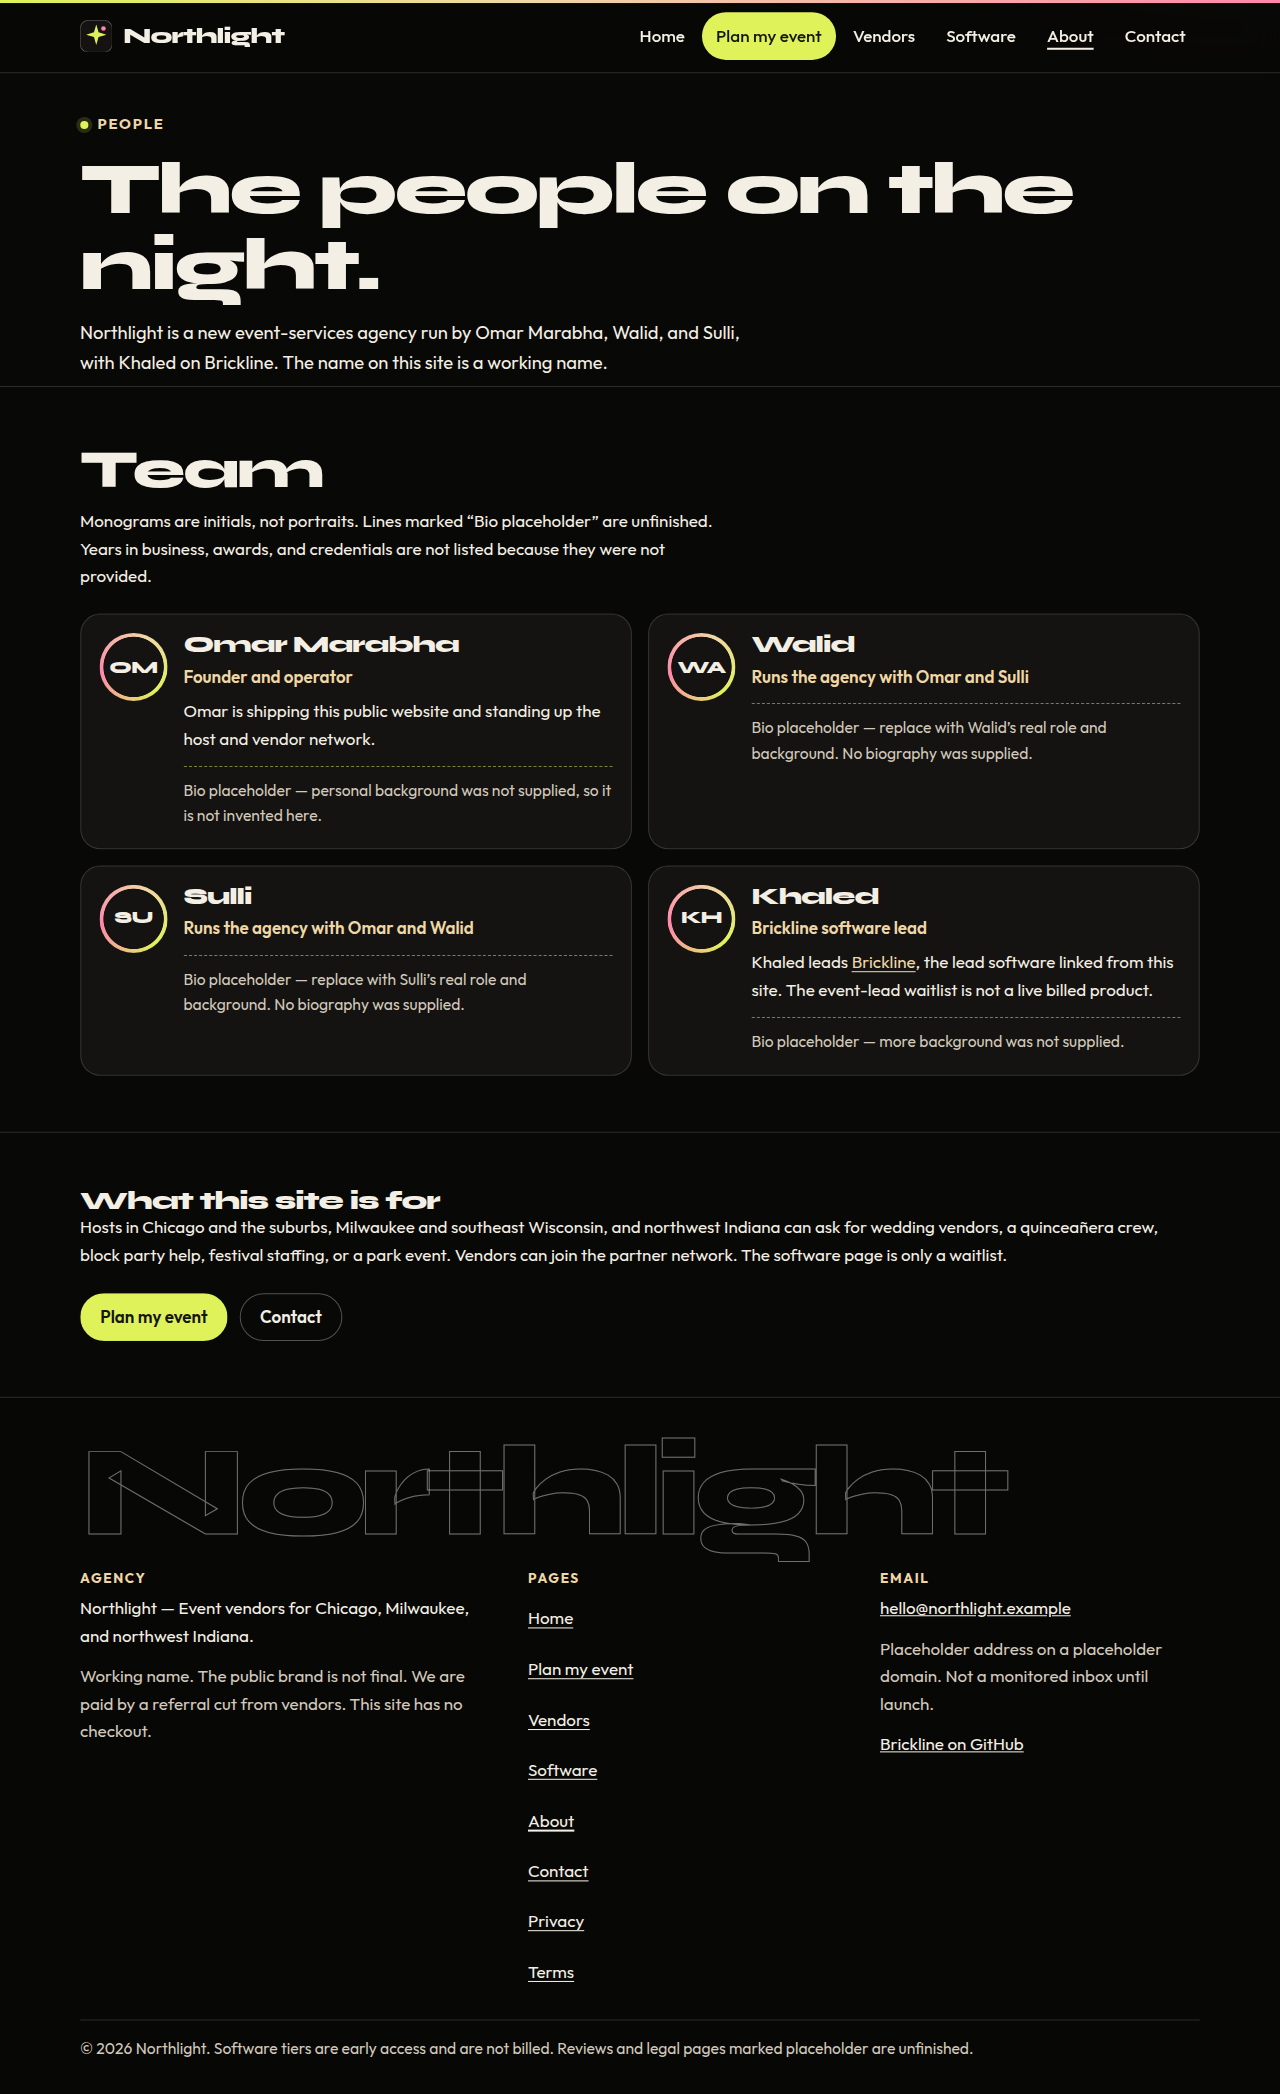 Northlight
Home Plan my event Vendors Software About Contact
PEOPLE
The people on the
night.
Northlight is a new event-services agency run by Omar Marabha, Walid, and Sulli,
with Khaled on Brickline. The name on this site is a working name.
Team
Monograms are initials, not portraits. Lines marked “Bio placeholder” are unfinished.
Years in business, awards, and credentials are not listed because they were not
provided.
OM
Omar Marabha
Founder and operator
Omar is shipping this public website and standing up the
host and vendor network.
Bio placeholder — personal background was not supplied, so it
is not invented here.
WA
Walid
Runs the agency with Omar and Sulli
Bio placeholder — replace with Walid’s real role and
background. No biography was supplied.
SU
Sulli
Runs the agency with Omar and Walid
Bio placeholder — replace with Sulli’s real role and
background. No biography was supplied.
KH
Khaled
Brickline software lead
Khaled leads Brickline, the lead software linked from this
site. The event-lead waitlist is not a live billed product.
Bio placeholder — more background was not supplied.
What this site is for
Hosts in Chicago and the suburbs, Milwaukee and southeast Wisconsin, and northwest Indiana can ask for wedding vendors, a quinceañera crew,
block party help, festival staffing, or a park event. Vendors can join the partner network. The software page is only a waitlist.
Plan my event Contact
Northlight
AGENCY
Northlight — Event vendors for Chicago, Milwaukee,
and northwest Indiana.
Working name. The public brand is not final. We are
paid by a referral cut from vendors. This site has no
checkout.
PAGES
Home
Plan my event
Vendors
Software
About
Contact
Privacy
Terms
EMAIL
hello@northlight.example
Placeholder address on a placeholder
domain. Not a monitored inbox until
launch.
Brickline on GitHub
© 2026 Northlight. Software tiers are early access and are not billed. Reviews and legal pages marked placeholder are unfinished.